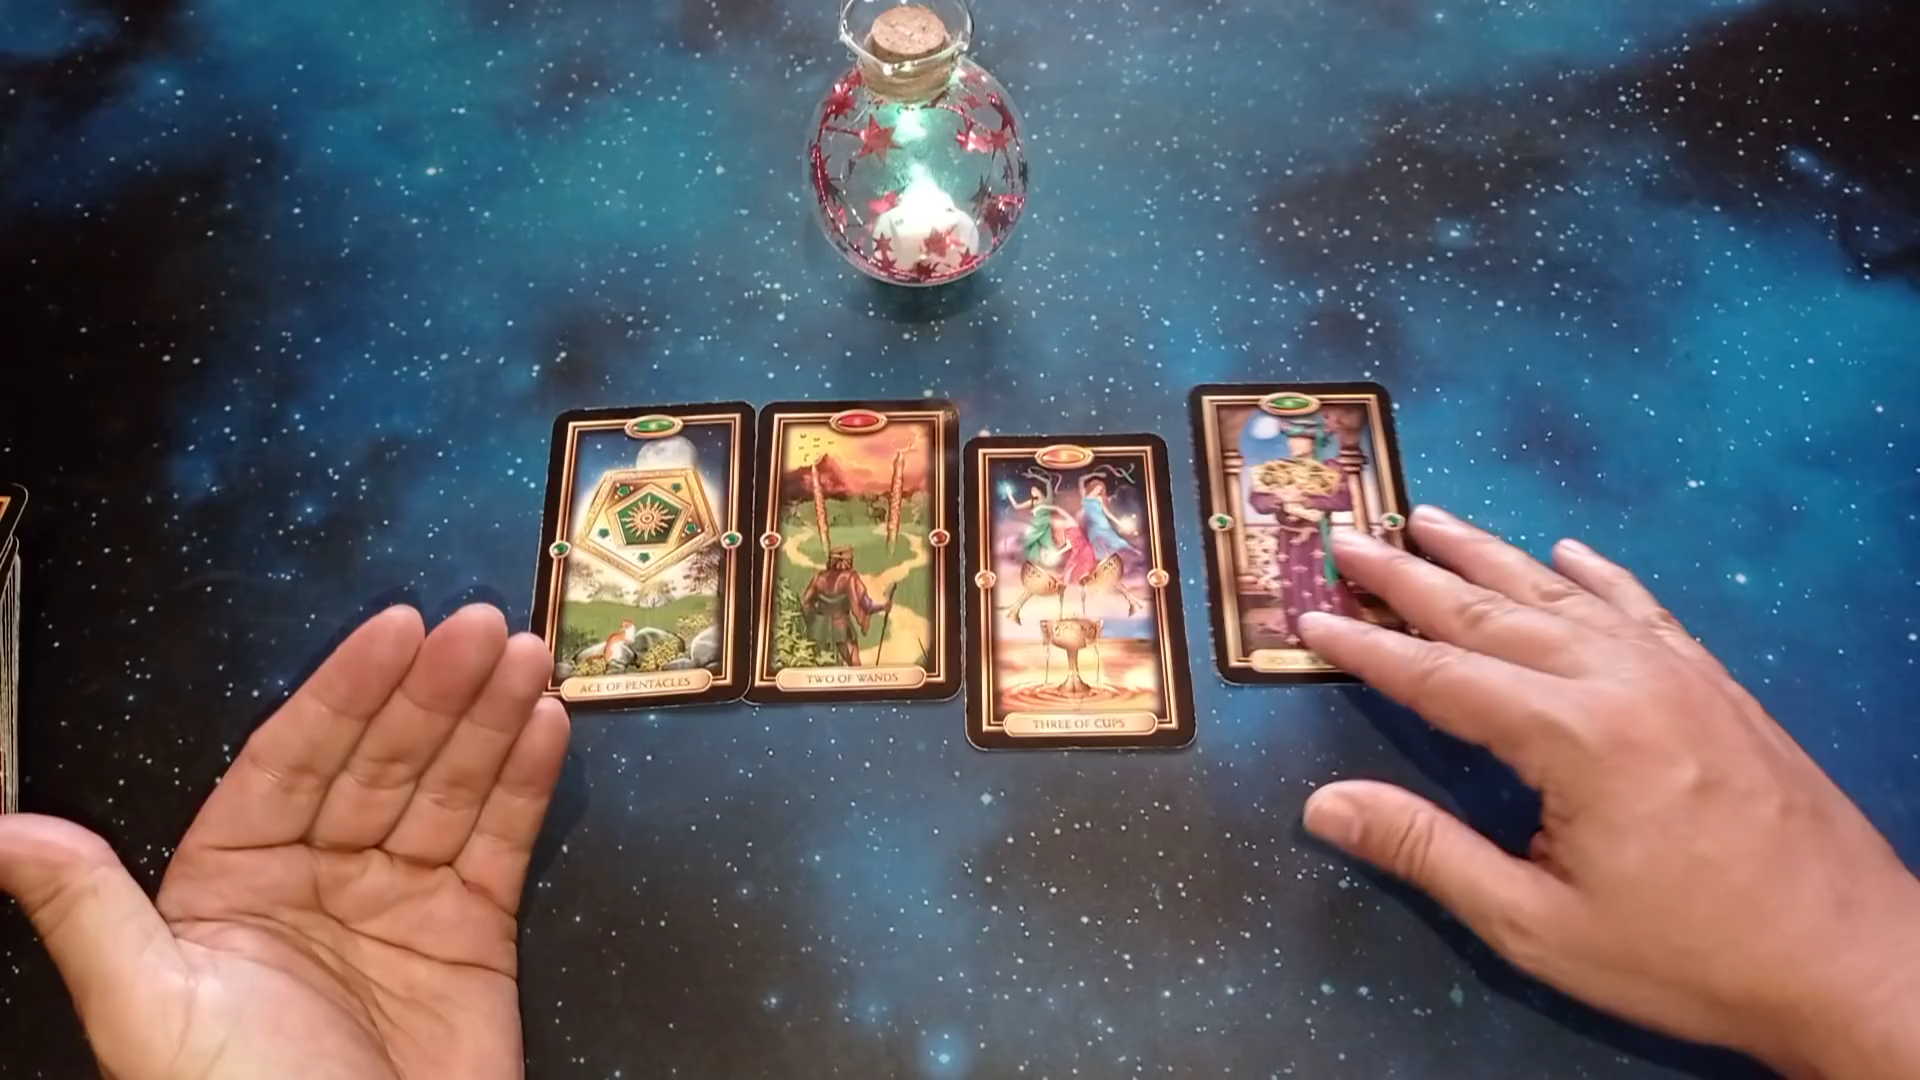 ACE OF PENTACLES
TWO OF WANDS
THREE OF CUPS